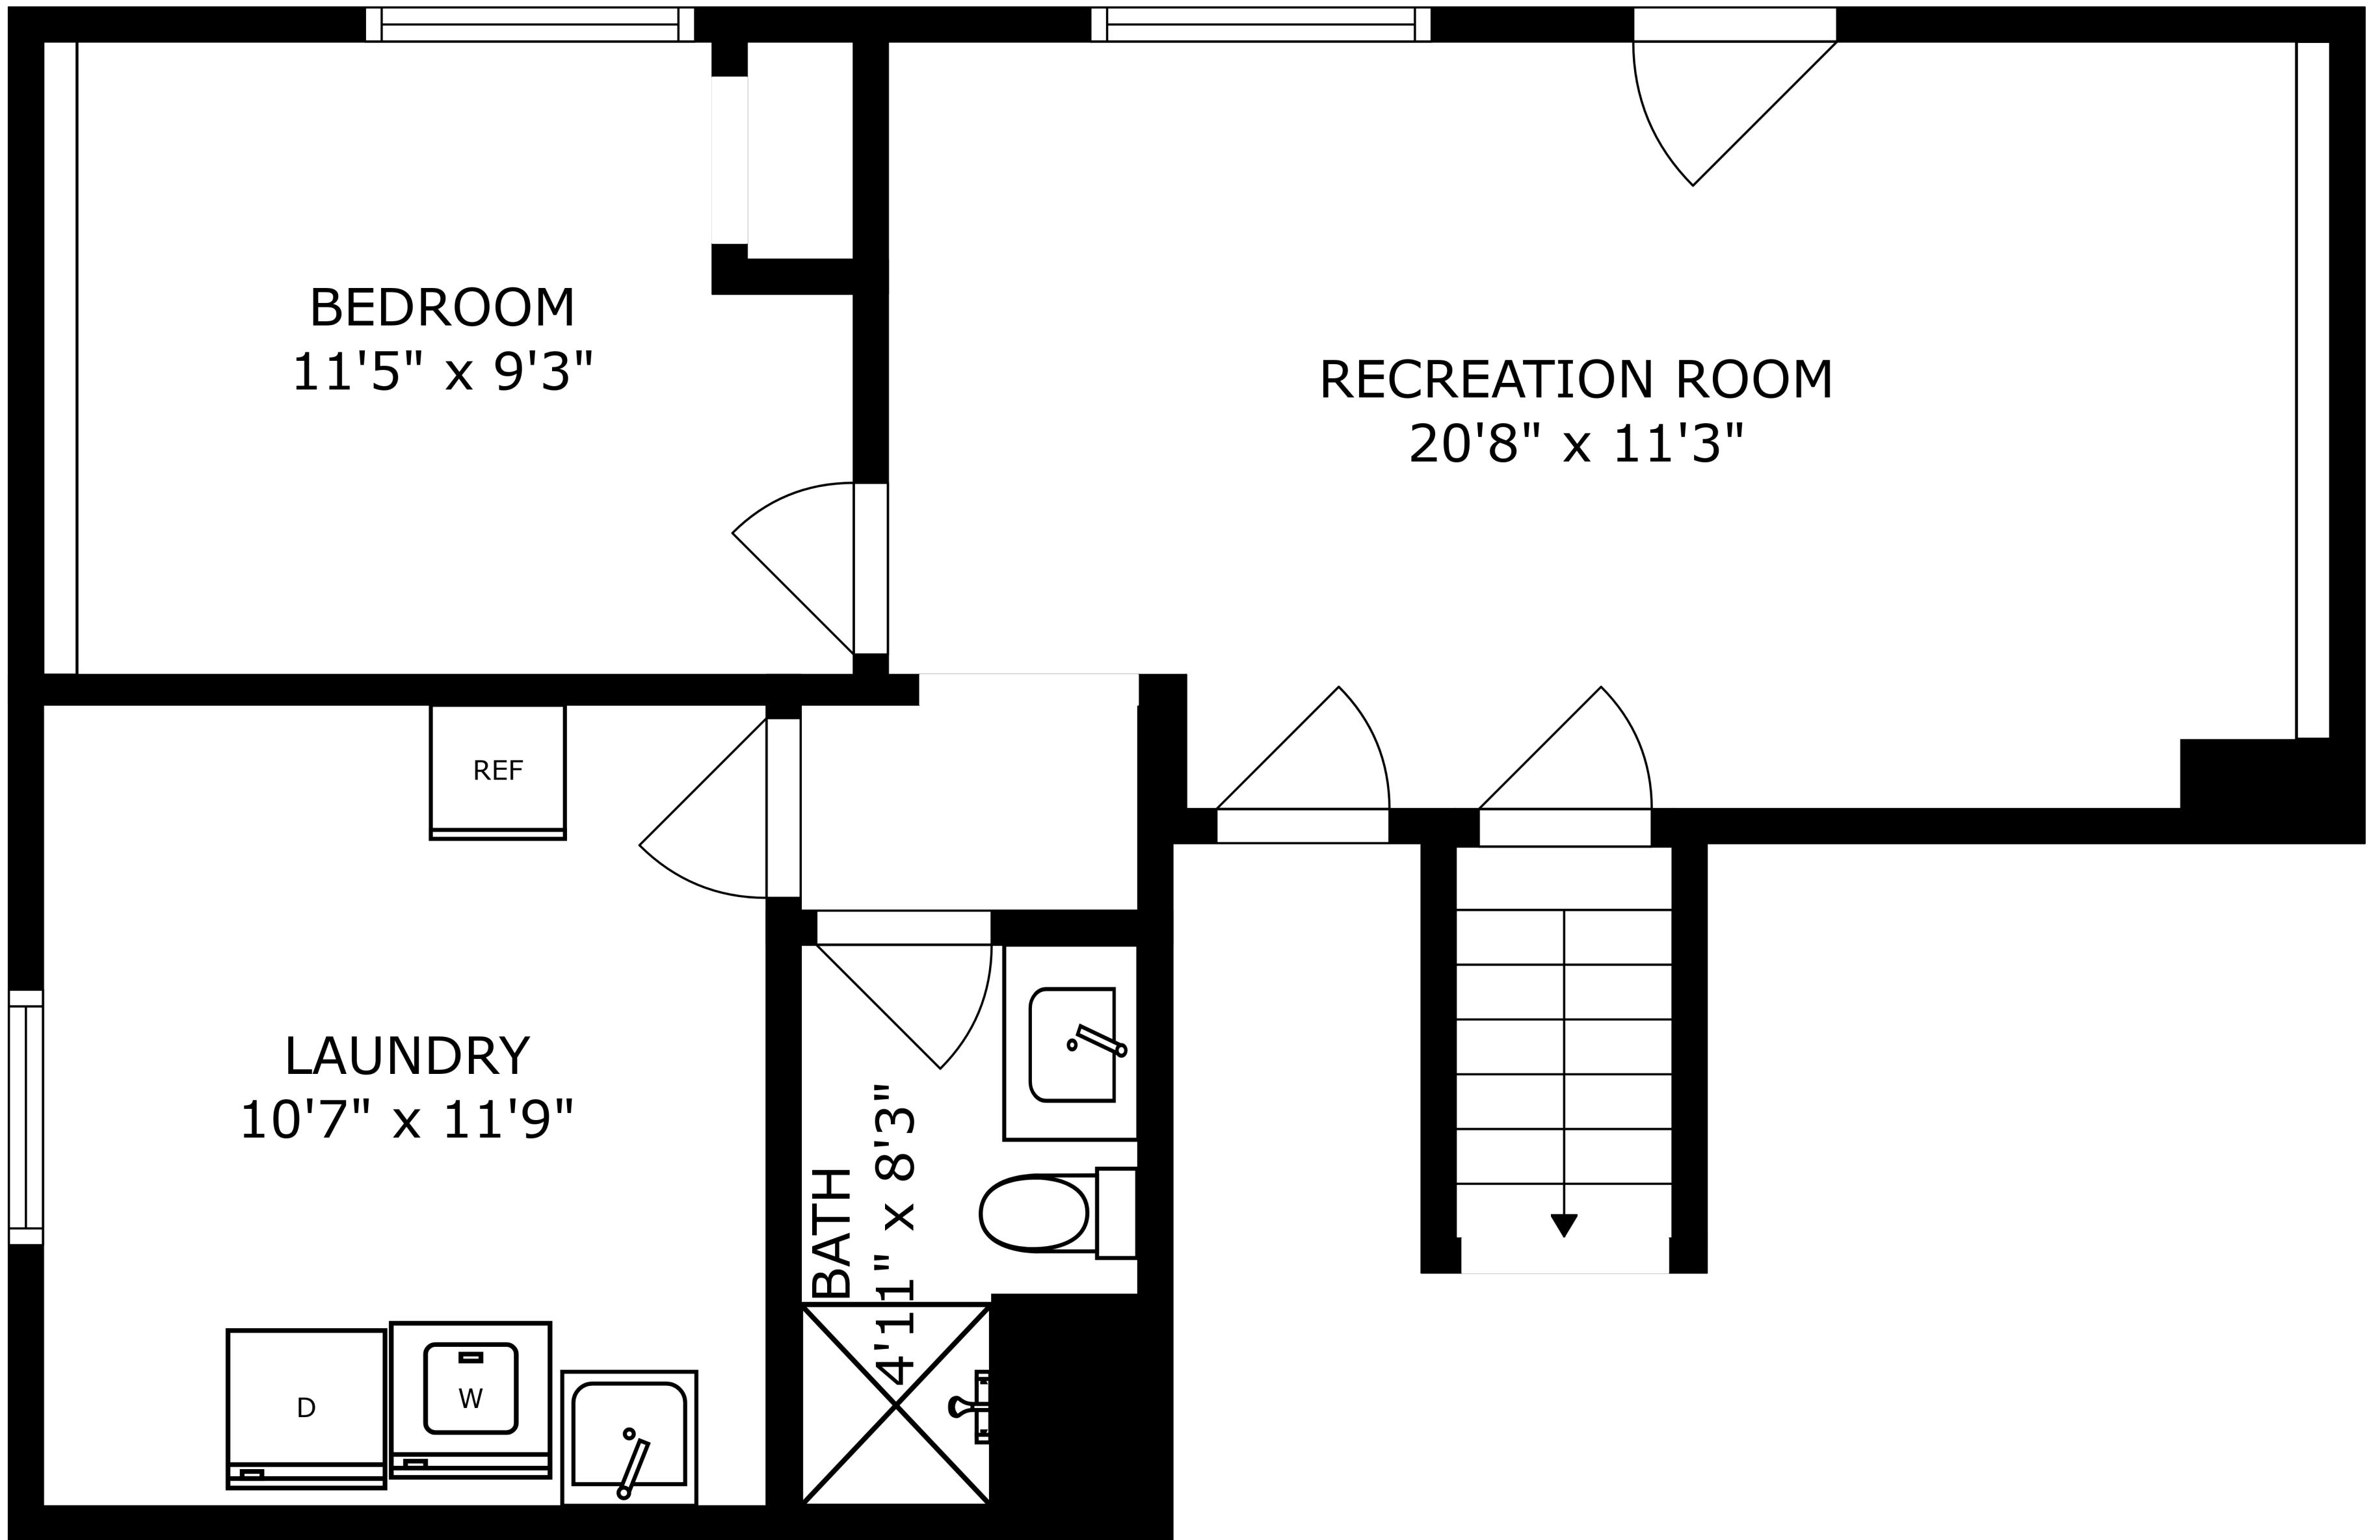 BEDROOM
11'5" x 9'3"
RECREATION ROOM
20'8" x 11'3"
REF
LAUNDRY
10'7" x 11'9"
BATH
4'11" x 8'3"
D
W